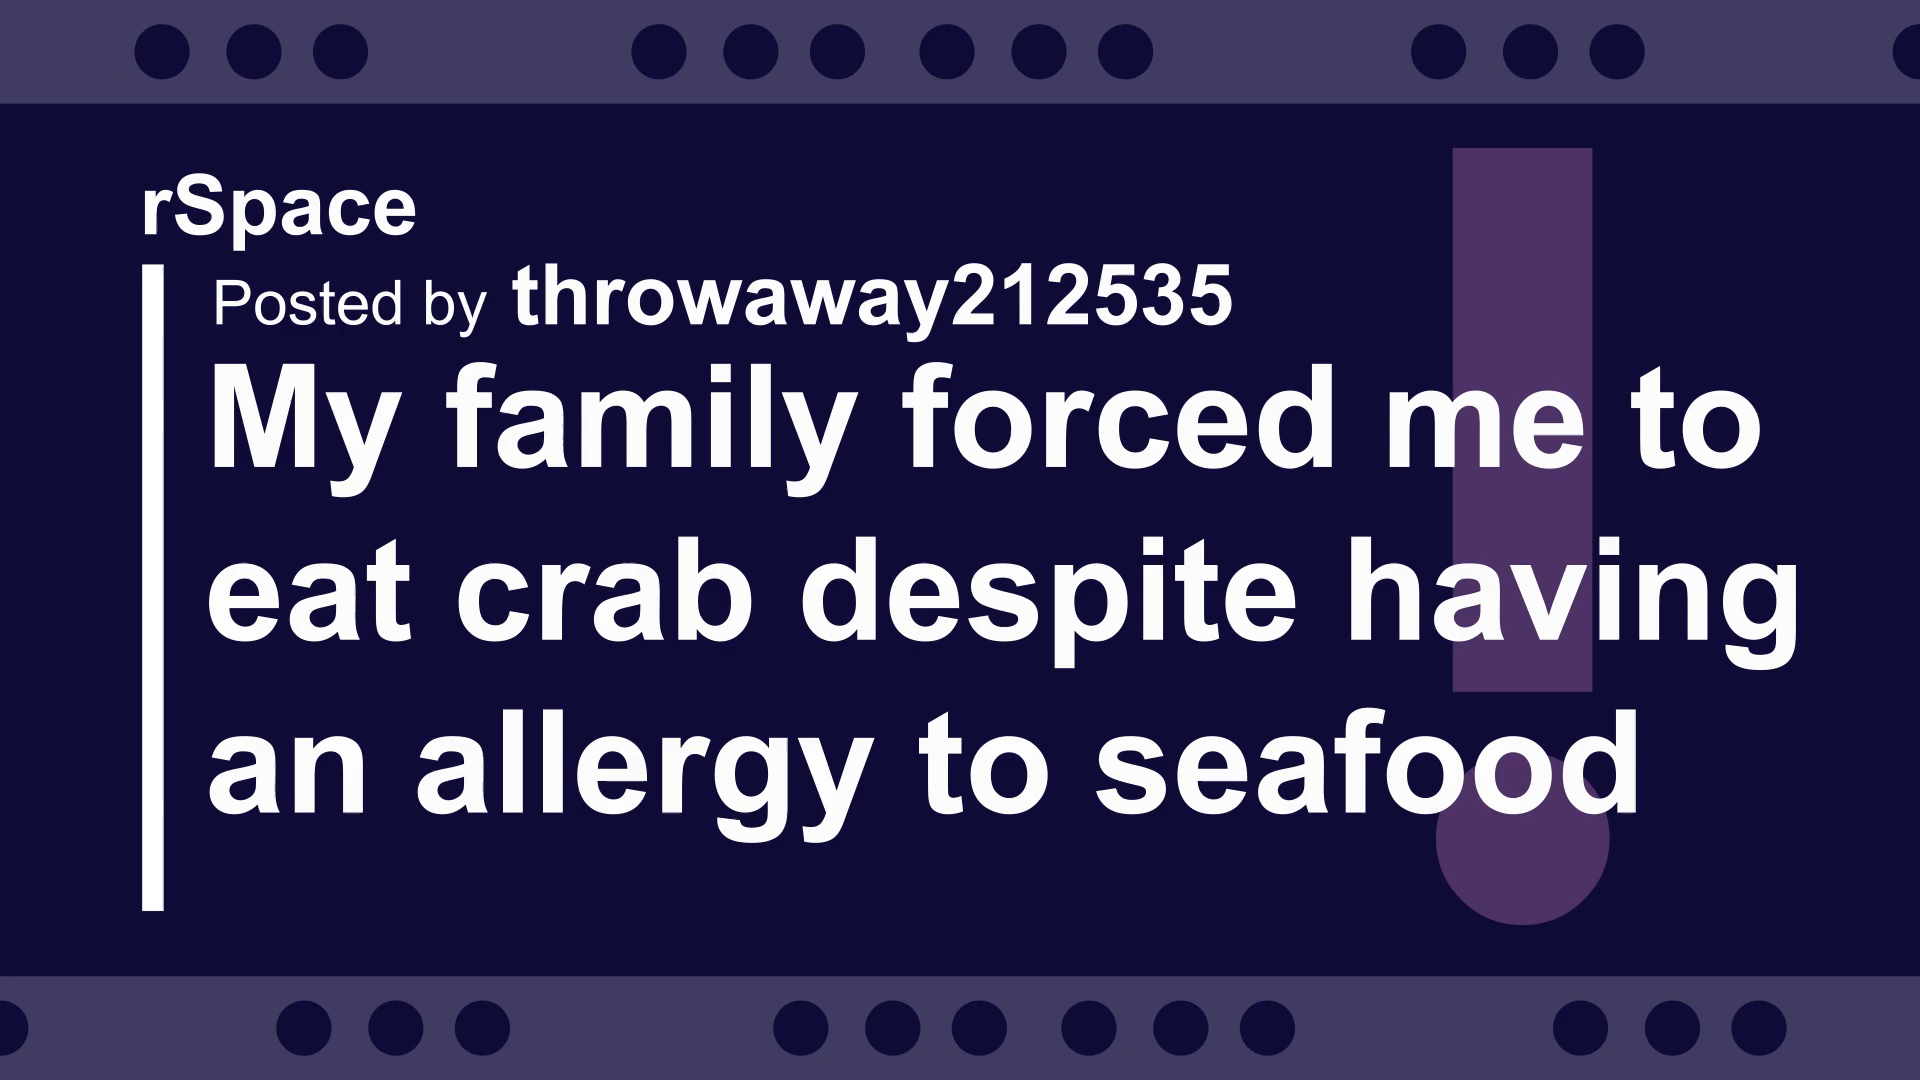 rSpace
Posted by throwaway212535
My family forced me to
eat crab despite having
an allergy to seafood